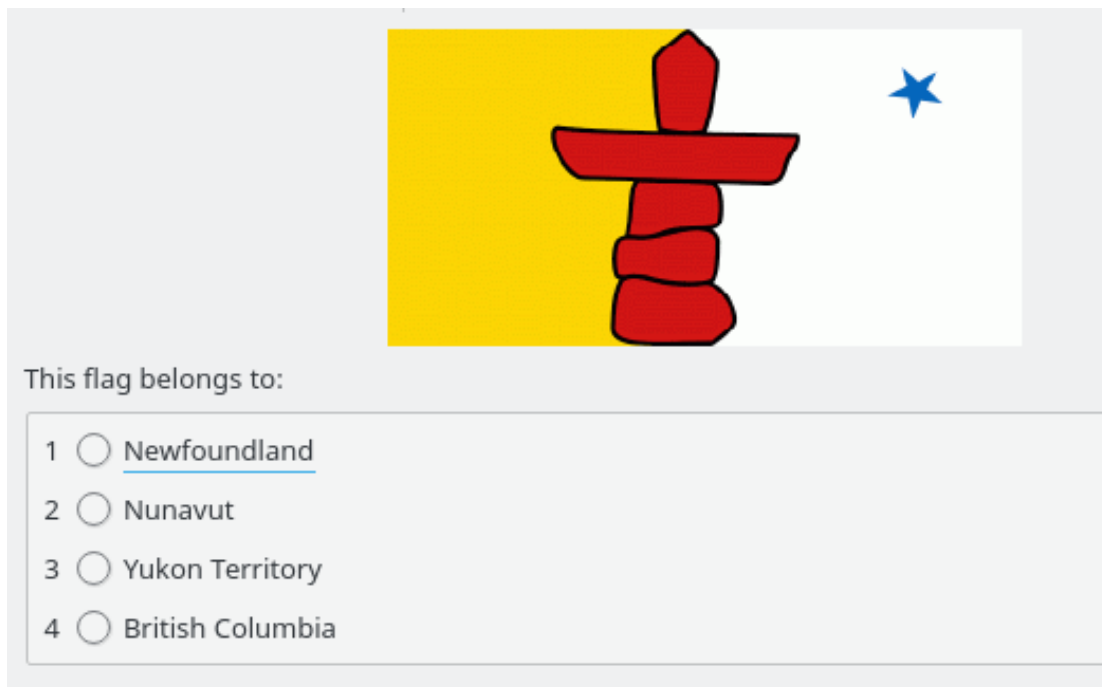 This flag belongs to:
1 Newfoundland
2 Nunavut
3 Yukon Territory
4 British Columbia